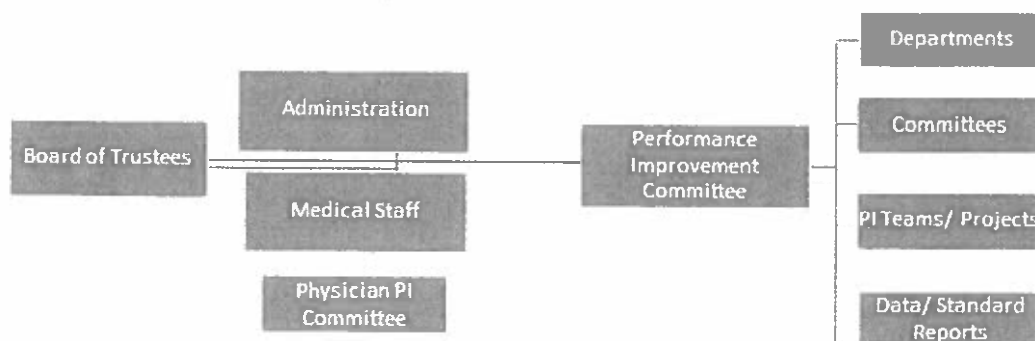 Departments
Administration
Committees
Board of Trustees
Performance
Improvement
Committee
Medical Staff
PI Teams/ Projects
Physician PI
Committee
Data/ Standard
Reports